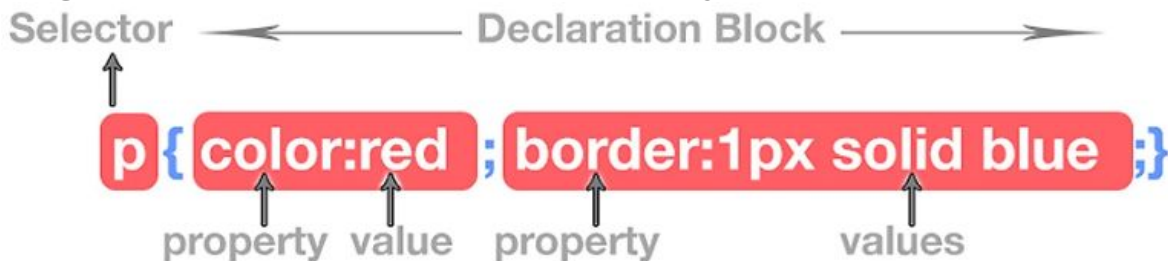 Selector Declaration Block
p { color:red ; border:1px solid blue ;}
property value property values